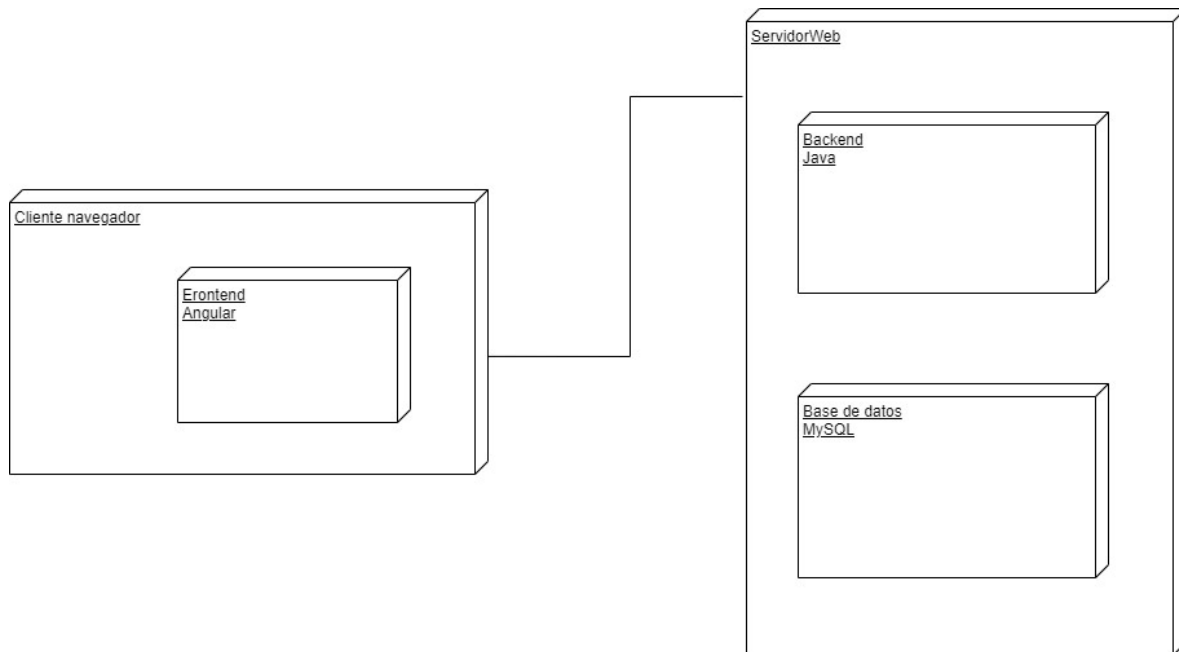 ServidorWeb
Backend
Java
Cliente navegador
Erontend
Angular
Base de datos
MySQL